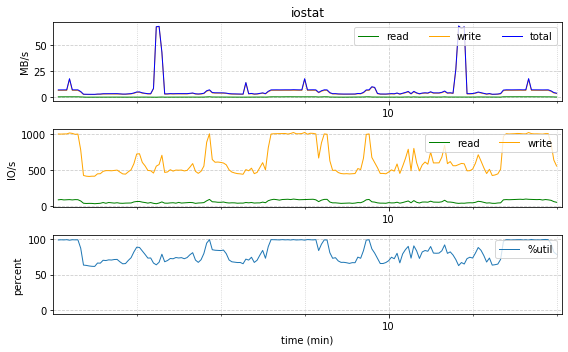 iostat
MB/s
50
25
0
read write total
10
IO/s
1000
500
0
read write
10
percent
100
50
0
%util
10
time (min)